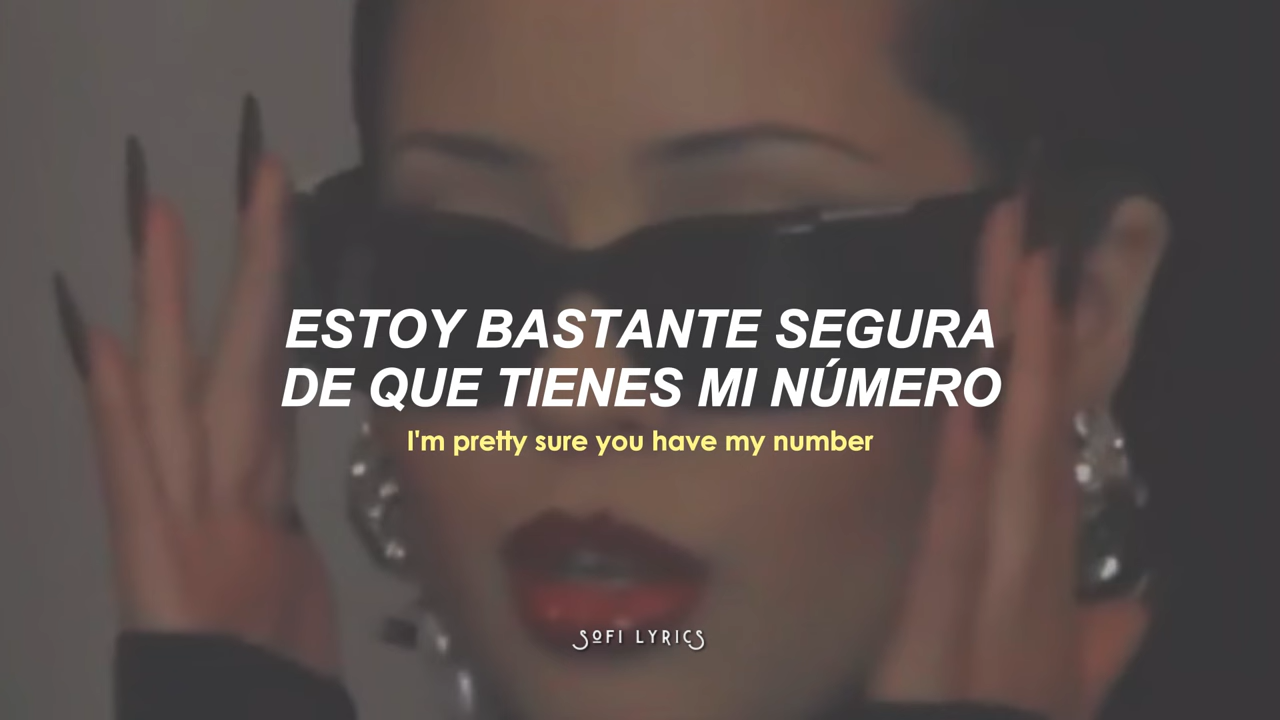 ESTOY BASTANTE SEGURA
DE QUE TIENES MI NÚMERO
I'm pretty sure you have my number
SOFI LYRICS